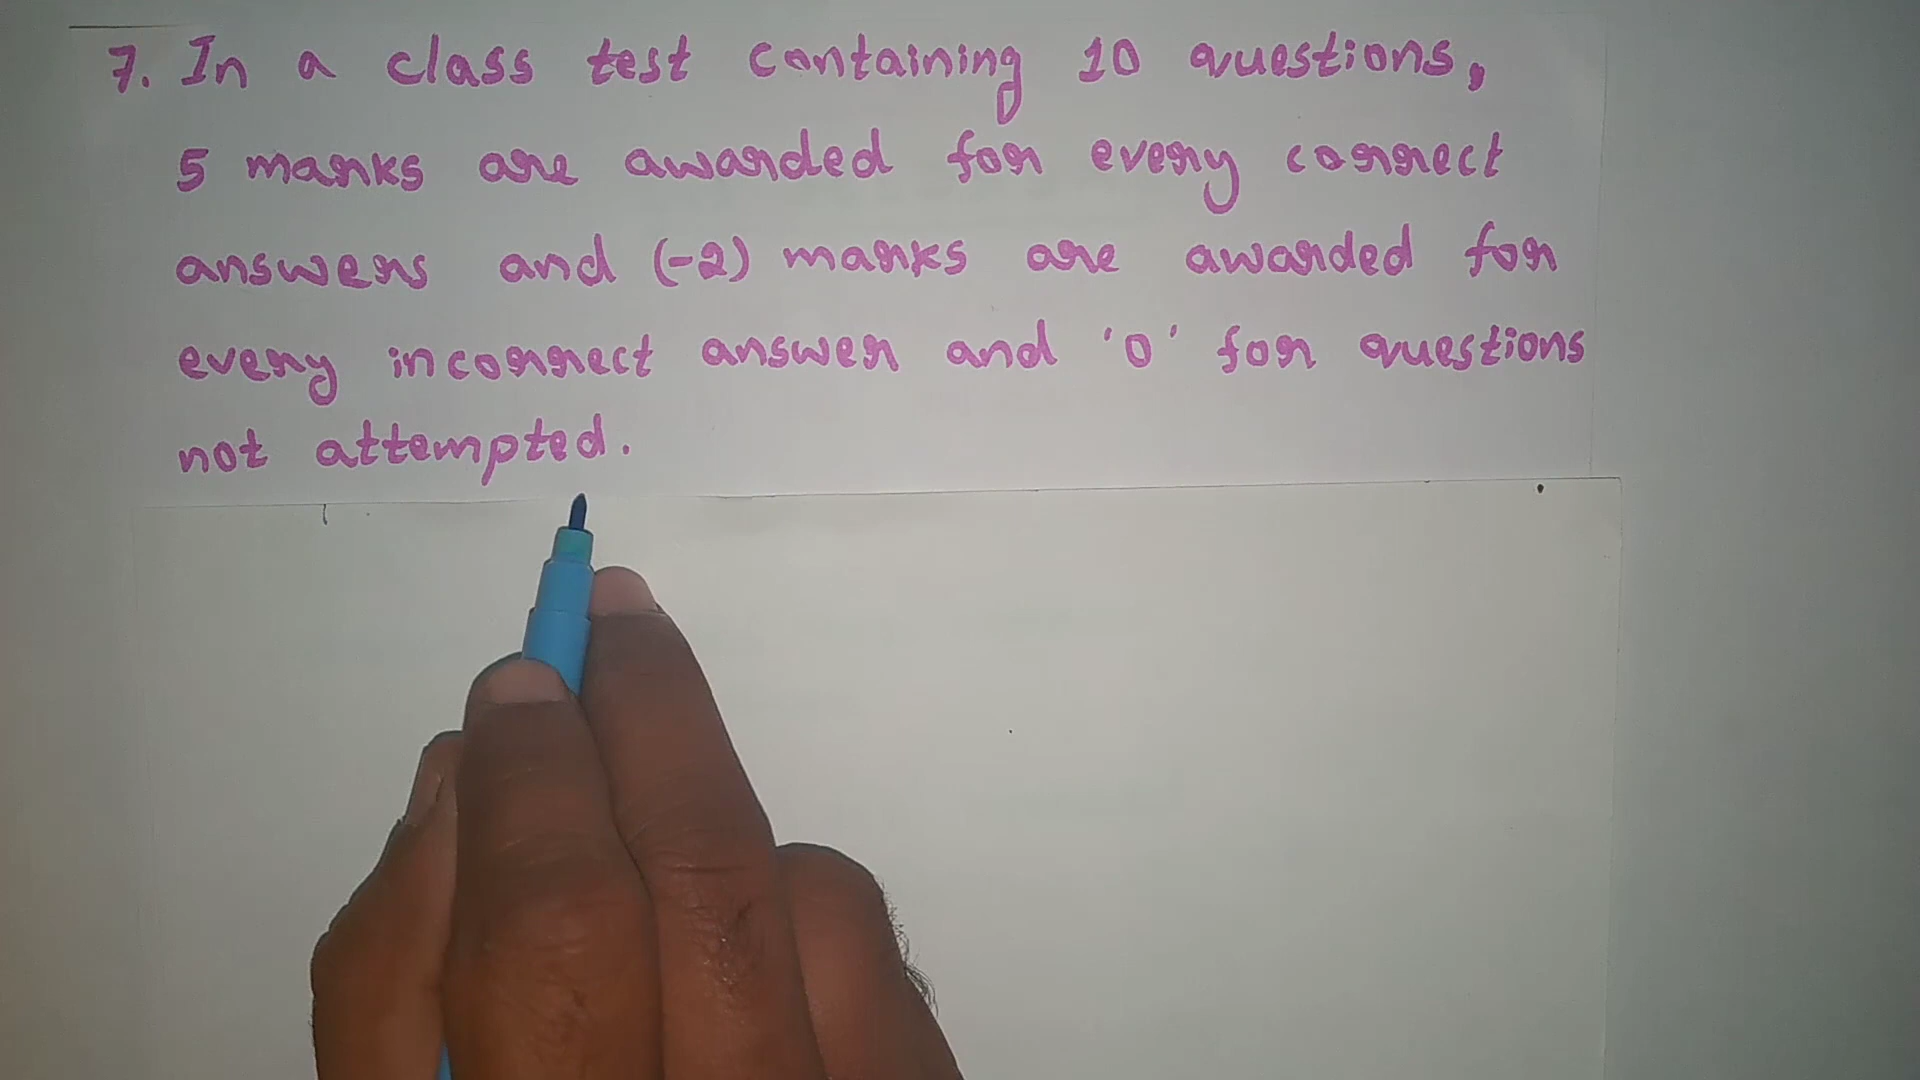 7. In a class test containing 10 questions,
5 marks are awarded for every correct
answers and (-2) marks are awarded for
every incorrect answer and '0' for questions
not attempted.